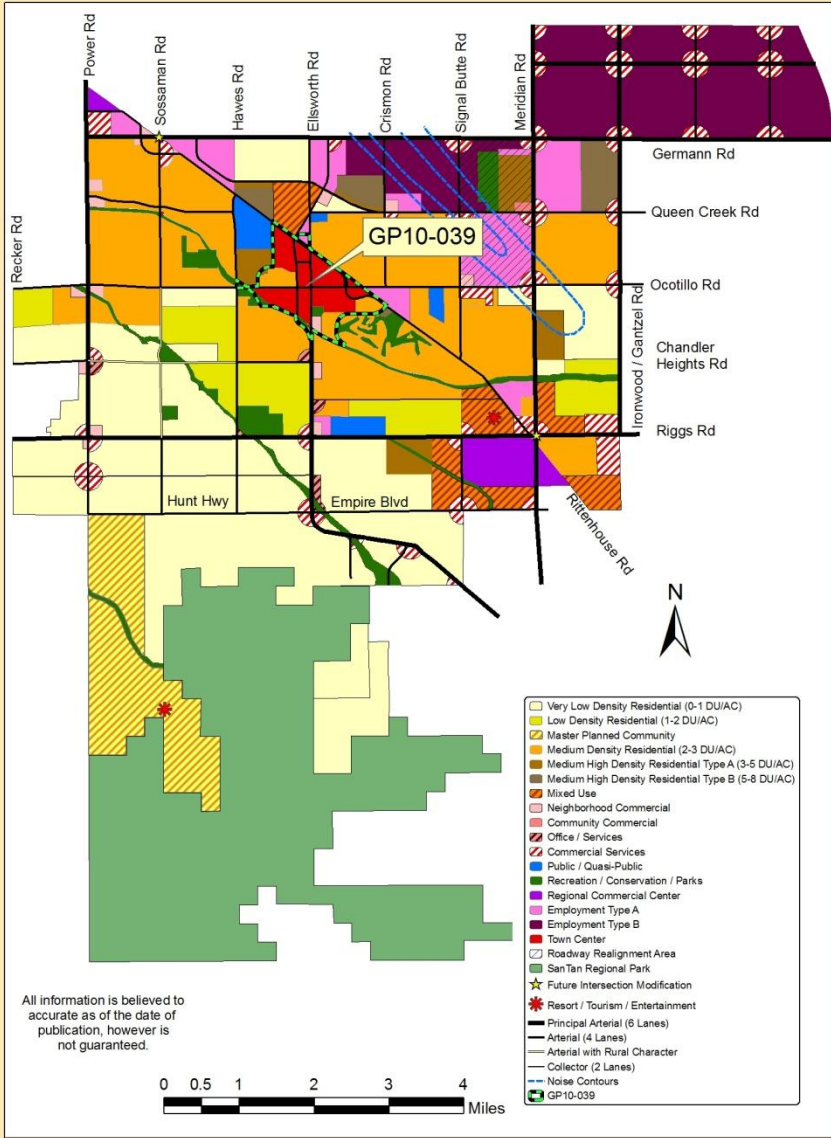 Power Rd
Sossaman Rd
Hawes Rd
Ellsworth Rd
Crismon Rd
Signal Butte Rd
Meridian Rd
Germann Rd
Queen Creek Rd
GP10-039
Recker Rd
Ocotillo Rd
Ironwood / Gantzel Rd
Chandler
Heights Rd
Riggs Rd
Hunt Hwy
Empire Blvd
Rittenhouse Rd
N
Very Low Density Residential (0-1 DU/AC)
Low Density Residential (1-2 DU/AC)
Master Planned Community
Medium Density Residential (2-3 DU/AC)
Medium High Density Residential Type A (3-5 DU/AC)
Medium High Density Residential Type B (5-8 DU/AC)
Mixed Use
Neighborhood Commercial
Community Commercial
Office / Services
Commercial Services
Public / Quasi-Public
Recreation / Conservation / Parks
Regional Commercial Center
Employment Type A
Employment Type B
Town Center
Roadway Realignment Area
SanTan Regional Park
Future Intersection Modification
Resort / Tourism / Entertainment
Principal Arterial (6 Lanes)
Arterial (4 Lanes)
Arterial with Rural Character
Collector (2 Lanes)
Noise Contours
GP10-039
All information is believed to
accurate as of the date of
publication, however is
not guaranteed.
0 0.5 1 2 3 4
Miles